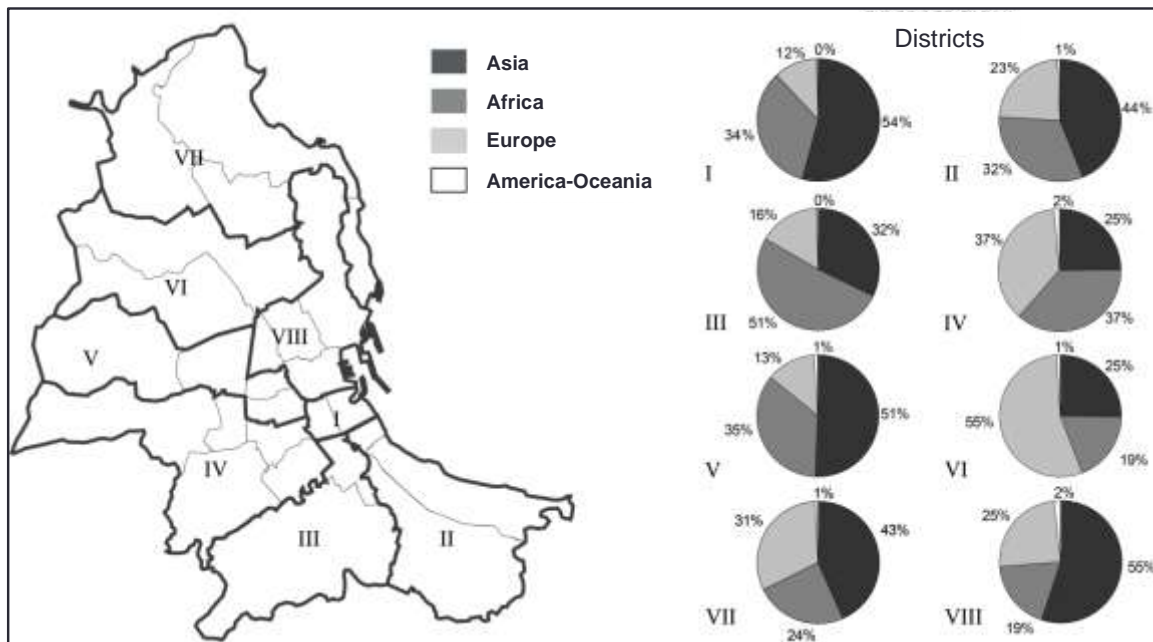 Districts
Asia
Africa
Europe
America-Oceania
VII
VI
V
VIII
I
IV
III
II
12%
0%
34%
54%
I
1%
23%
44%
32%
II
0%
16%
32%
51%
III
2%
25%
37%
37%
IV
1%
13%
51%
35%
V
1%
25%
55%
19%
VI
1%
31%
43%
24%
VII
2%
25%
55%
19%
VIII